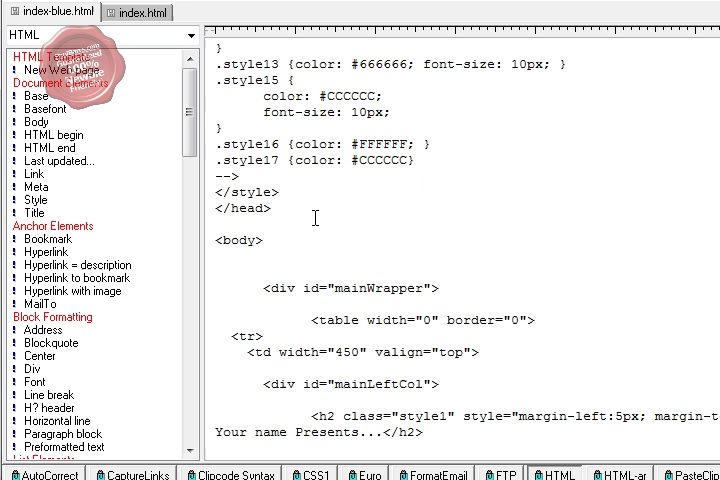 index-blue.html
index.html
HTML
HTML Template
New Web page
Document Elements
Base
Basefont
Body
HTML begin
HTML end
Last updated...
Link
Meta
Style
Title
Anchor Elements
Bookmark
Hyperlink
Hyperlink = description
Hyperlink to bookmark
Hyperlink with image
MailTo
Block Formatting
Address
Blockquote
Center
Div
Font
Line break
H? header
Horizontal line
Paragraph block
Preformatted text
List Elements
}
.style13 {color: #666666; font-size: 10px; }
.style15 {
color: #CCCCCC;
font-size: 10px;
}
.style16 {color: #FFFFFF; }
.style17 {color: #CCCCCC}
-->
</style>
</head>
<body>
<div id="mainWrapper">
<table width="0" border="0">
<tr>
<td width="450" valign="top">
<div id="mainLeftCol">
<h2 class="style1" style="margin-left:5px; margin-to
Your name Presents...</h2>
AutoCorrect
CaptureLinks
Clipcode Syntax
CSS1
Euro
FormatEmail
FTP
HTML
HTML-ar
PasteClip